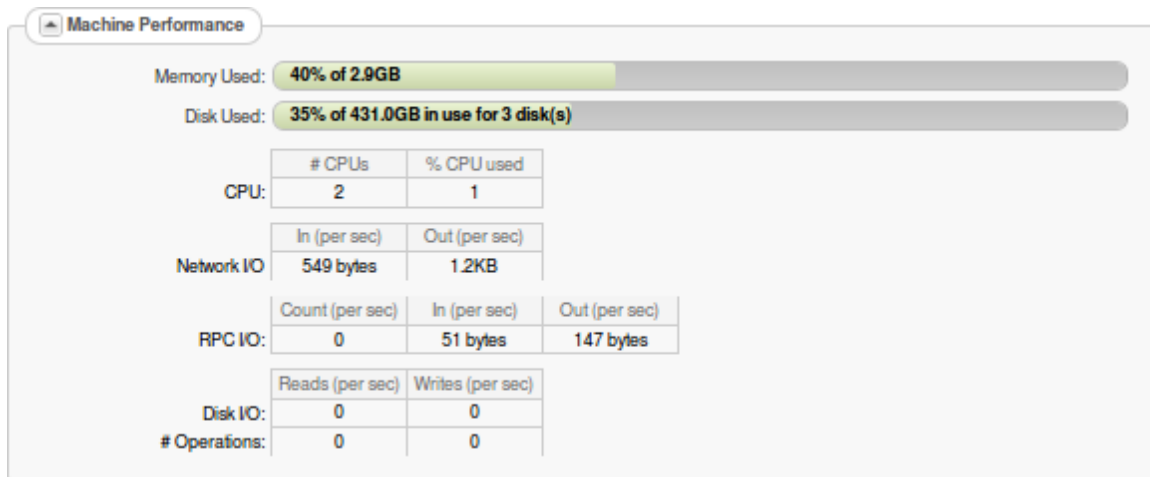 Machine Performance
Memory Used: 40% of 2.9GB
Disk Used: 35% of 431.0GB in use for 3 disk(s)
# CPUs % CPU used
CPU: 2 1
In (per sec) Out (per sec)
Network I/O 549 bytes 1.2KB
Count (per sec) In (per sec) Out (per sec)
RPC I/O: 0 51 bytes 147 bytes
Reads (per sec) Writes (per sec)
Disk I/O: 0 0
# Operations: 0 0